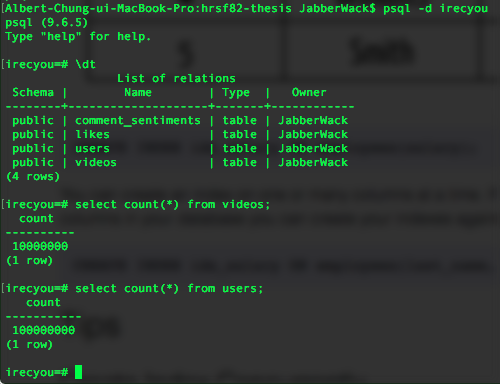 Albert-Chung-ui-MacBook-Pro:hrsf82-thesis JabberWack$ psql -d irecyou
psql (9.6.5)
Type "help" for help.
irecyou=# \dt
List of relations
Schema | Name | Type | Owner
--------+--------------------+-------+------------
public | comment_sentiments | table | JabberWack
public | likes | table | JabberWack
public | users | table | JabberWack
public | videos | table | JabberWack
(4 rows)
irecyou=# select count(*) from videos;
count
----------
10000000
(1 row)
irecyou=# select count(*) from users;
count
-----------
100000000
(1 row)
irecyou=#
5 Smith